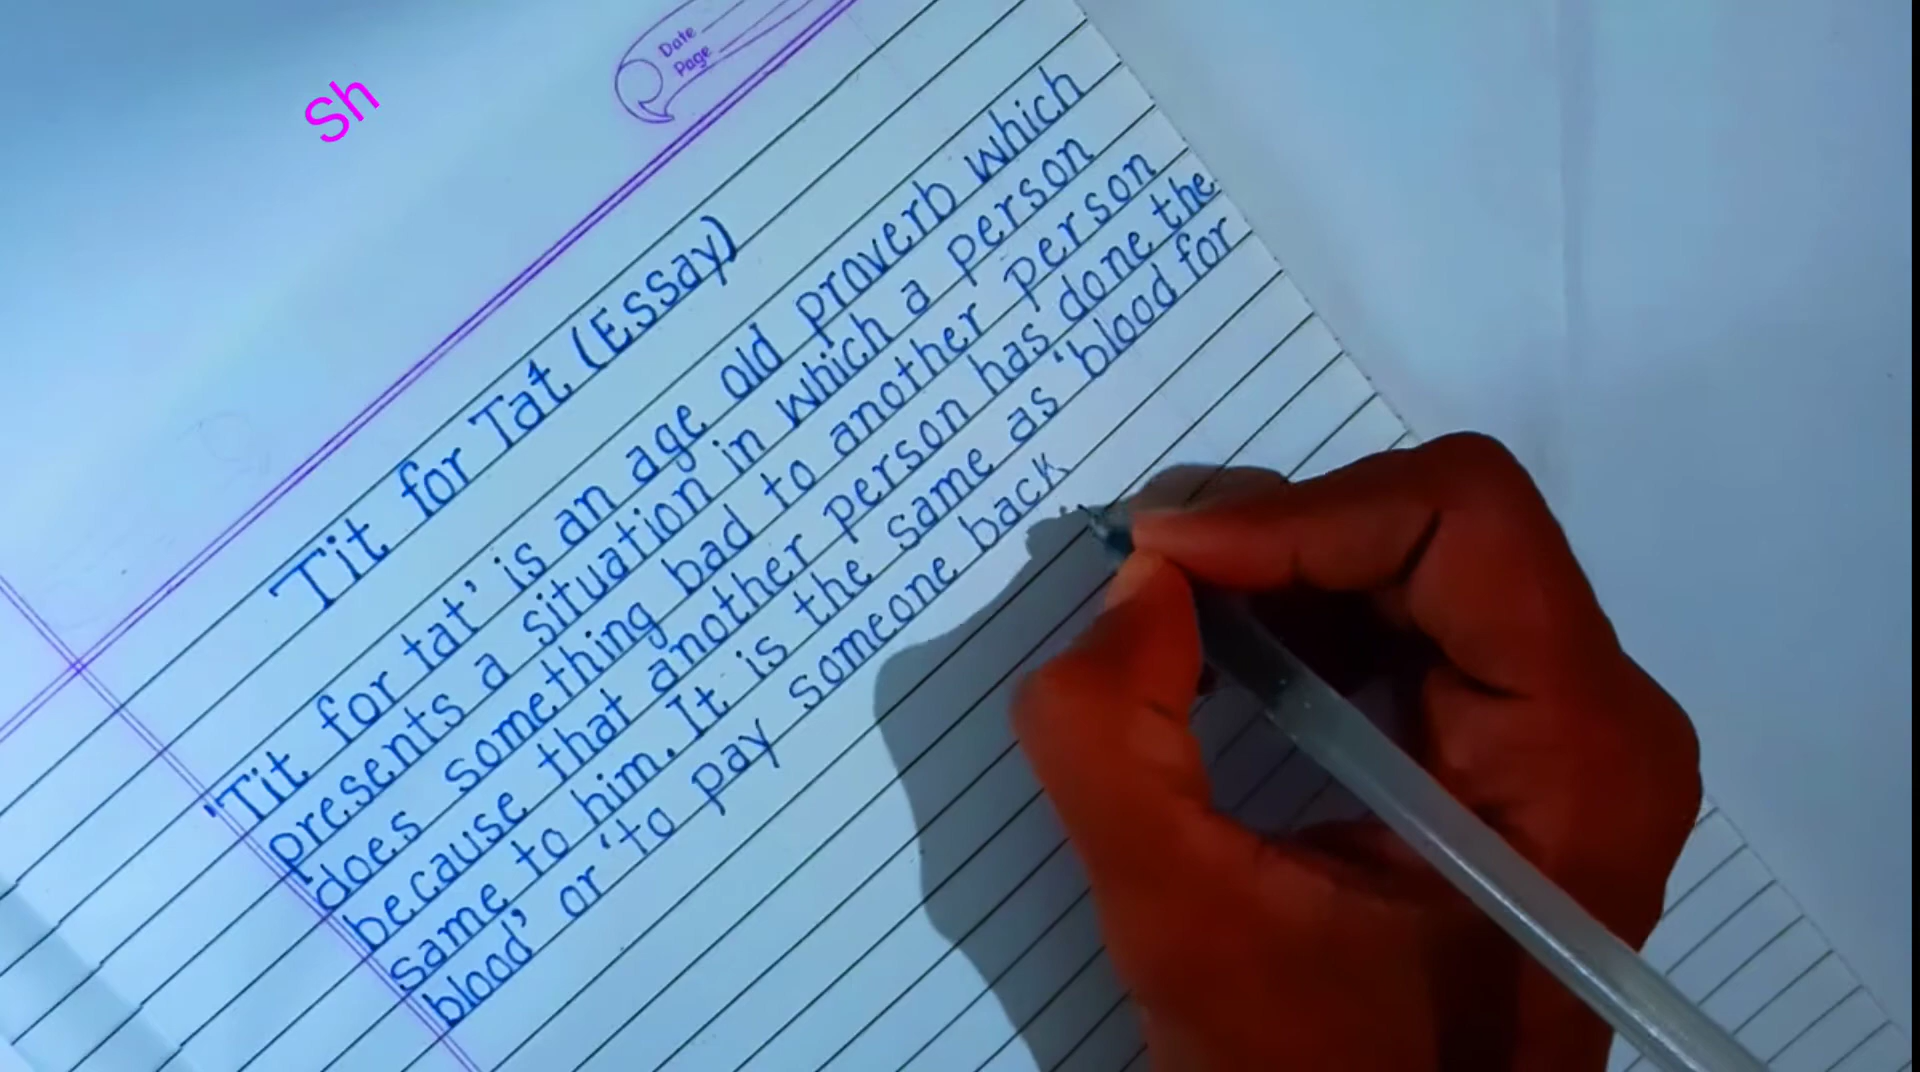 Sh
Date
Page
Tit for Tat (Essay)
'Tit for tat' is an age old proverb which
presents a situation in which a person
does something bad to another person
because that another person has done the
same, to him. It is the same as 'blood for
blood' or 'to pay someone back